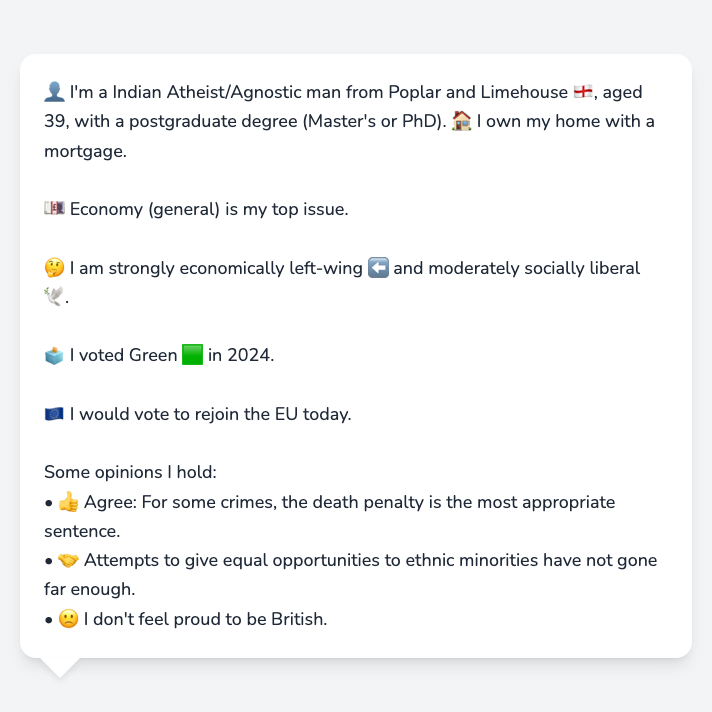 👤 I'm a Indian Atheist/Agnostic man from Poplar and Limehouse 🏴󠁧󠁢󠁥󠁮󠁧󠁿, aged
39, with a postgraduate degree (Master's or PhD). 🏠 I own my home with a
mortgage.
💷 Economy (general) is my top issue.
🤔 I am strongly economically left-wing ⬅️ and moderately socially liberal
🕊️.
🗳️ I voted Green 🟩 in 2024.
🇪🇺 I would vote to rejoin the EU today.
Some opinions I hold:
• 👍 Agree: For some crimes, the death penalty is the most appropriate
sentence.
• 🤝 Attempts to give equal opportunities to ethnic minorities have not gone
far enough.
• 🙁 I don't feel proud to be British.